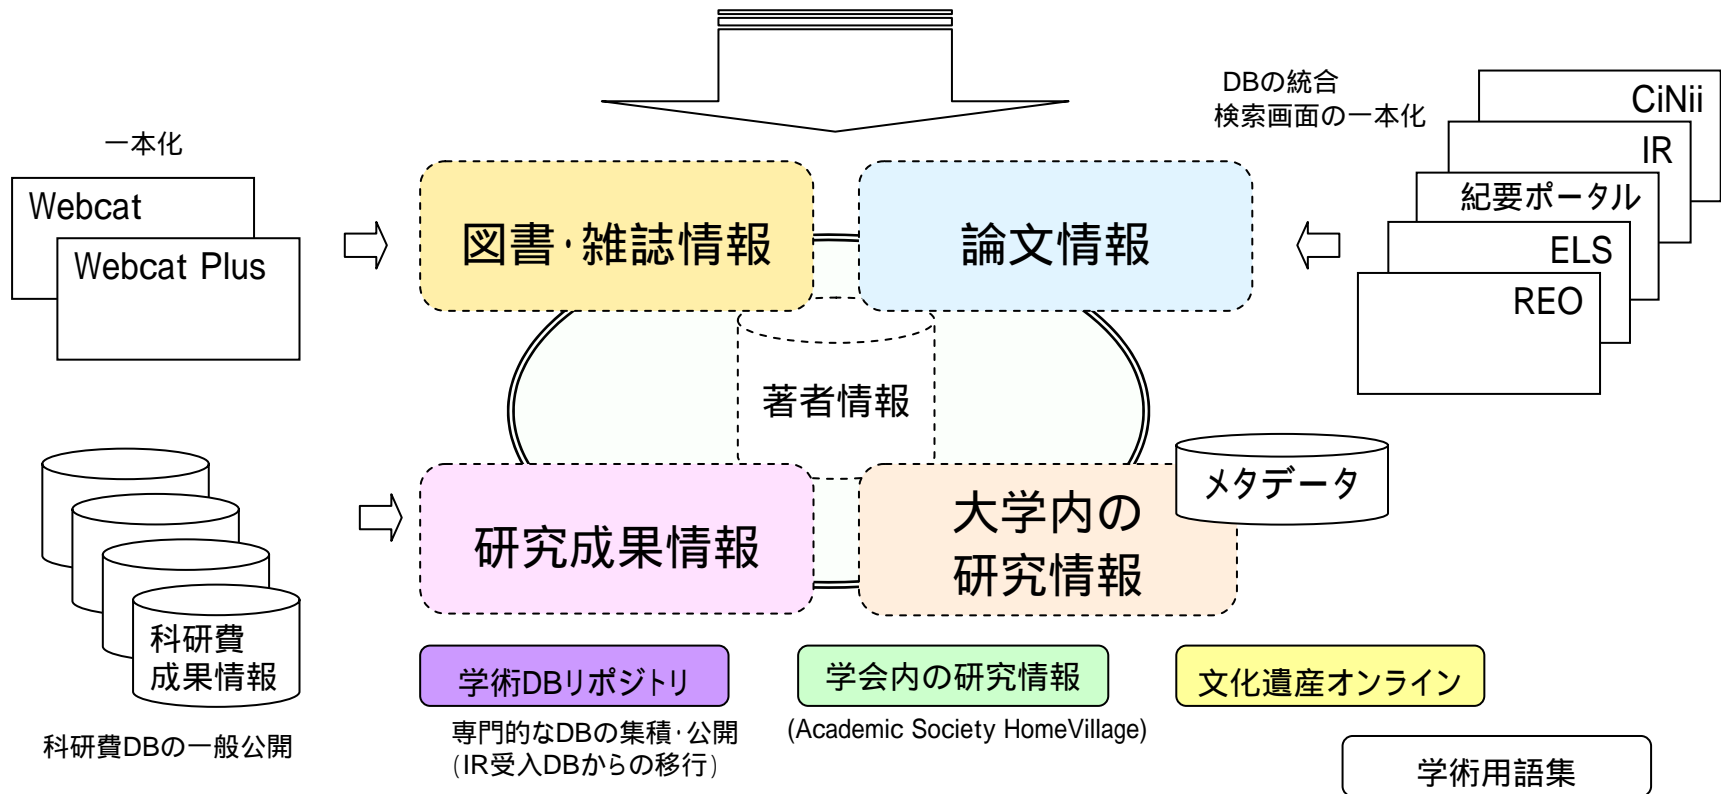 DBの統合
検索画面の一本化
CiNii
IR
紀要ポータル
ELS
REO
一本化
Webcat
Webcat Plus
図書・雑誌情報
論文情報
著者情報
研究成果情報
大学内の
研究情報
メタデータ
科研費
成果情報
科研費DBの一般公開
学術DBリポジトリ
専門的なDBの集積・公開
(IR受入DBからの移行)
学会内の研究情報
(Academic Society HomeVillage)
文化遺産オンライン
学術用語集